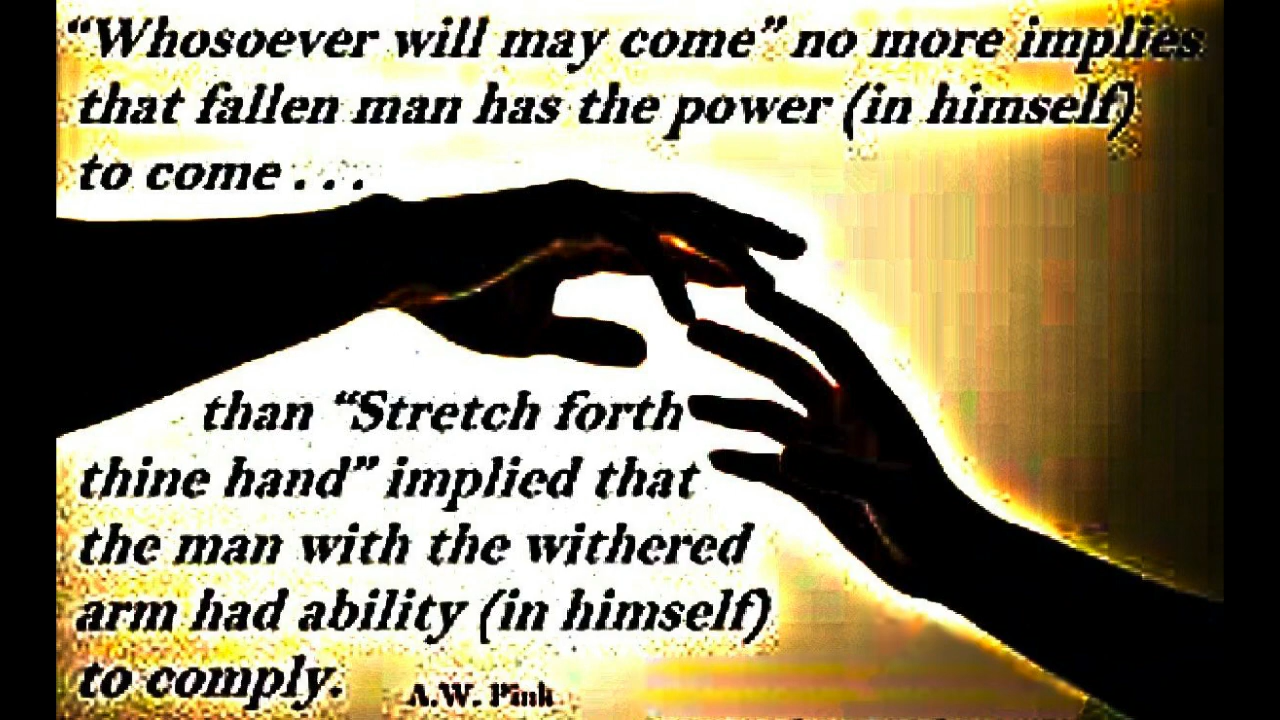 “Whosoever will may come” no more implies
that fallen man has the power (in himself)
to come . . .
than “Stretch forth
thine hand” implied that
the man with the withered
arm had ability (in himself)
to comply.
A.W. Pink